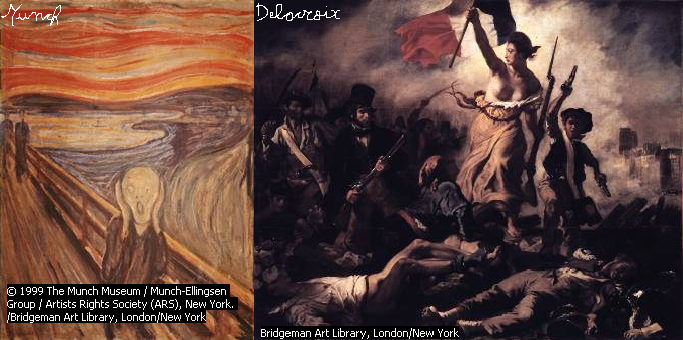 Munch
Delacroix
© 1999 The Munch Museum / Munch-Ellingsen
Group / Artists Rights Society (ARS), New York.
/Bridgeman Art Library, London/New York
Bridgeman Art Library, London/New York